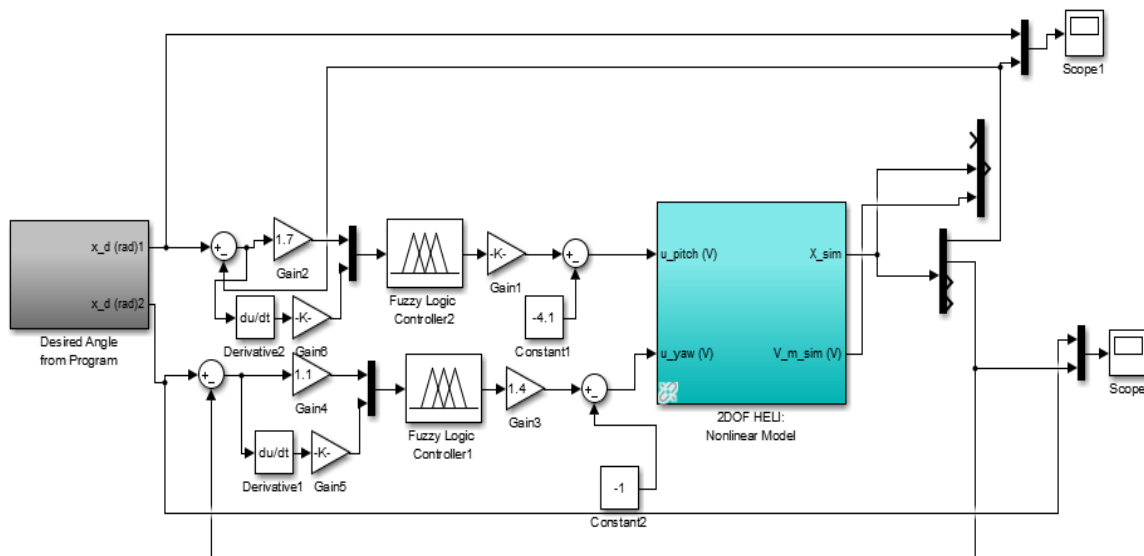 Scope1
x_d (rad)1
x_d (rad)2
Desired Angle
from Program
+
-
1.7
Gain2
du/dt
Derivative2
-K-
Gain6
Fuzzy Logic
Controller2
-K-
Gain1
+
-
-4.1
Constant1
u_pitch (V)
X_sim
u_yaw (V)
V_m_sim (V)
2DOF HELI:
Nonlinear Model
+
-
1.1
Gain4
du/dt
Derivative1
-K-
Gain5
Fuzzy Logic
Controller1
1.4
Gain3
+
-
-1
Constant2
Scope